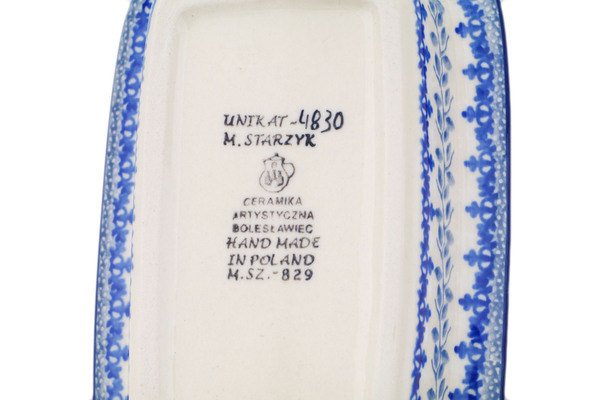 UNIKAT-4830
M. STARZYK
CERAMIKA
ARTYSTYCZNA
BOLESŁAWIEC
HAND MADE
IN POLAND
M.SZ.-829